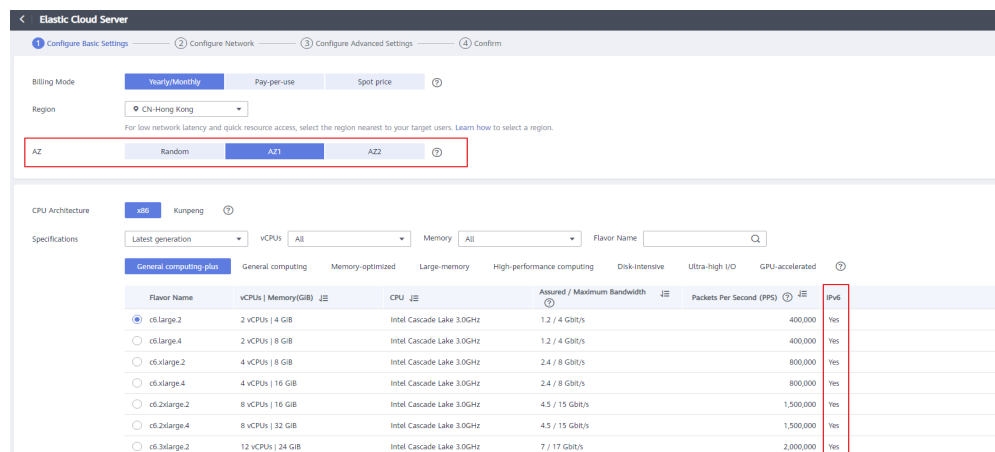 < Elastic Cloud Server
1 Configure Basic Settings 2 Configure Network 3 Configure Advanced Settings 4 Confirm
Billing Mode Yearly/Monthly Pay-per-use Spot price ?
Region CN-Hong Kong
For low network latency and quick resource access, select the region nearest to your target users. Learn how to select a region.
AZ Random AZ1 AZ2 ?
CPU Architecture x86 Kunpeng ?
Specifications Latest generation vCPUs All Memory All Flavor Name
General computing-plus General computing Memory-optimized Large-memory High-performance computing Disk-intensive Ultra-high I/O GPU-accelerated ?
Flavor Name vCPUs | Memory(GiB) CPU Assured / Maximum Bandwidth ? Packets Per Second (PPS) ? IPv6
c6.large.2 2 vCPUs | 4 GiB Intel Cascade Lake 3.0GHz 1.2 / 4 Gbit/s 400,000 Yes
c6.large.4 2 vCPUs | 8 GiB Intel Cascade Lake 3.0GHz 1.2 / 4 Gbit/s 400,000 Yes
c6.xlarge.2 4 vCPUs | 8 GiB Intel Cascade Lake 3.0GHz 2.4 / 8 Gbit/s 800,000 Yes
c6.xlarge.4 4 vCPUs | 16 GiB Intel Cascade Lake 3.0GHz 2.4 / 8 Gbit/s 800,000 Yes
c6.2xlarge.2 8 vCPUs | 16 GiB Intel Cascade Lake 3.0GHz 4.5 / 15 Gbit/s 1,500,000 Yes
c6.2xlarge.4 8 vCPUs | 32 GiB Intel Cascade Lake 3.0GHz 4.5 / 15 Gbit/s 1,500,000 Yes
c6.3xlarge.2 12 vCPUs | 24 GiB Intel Cascade Lake 3.0GHz 7 / 17 Gbit/s 2,000,000 Yes